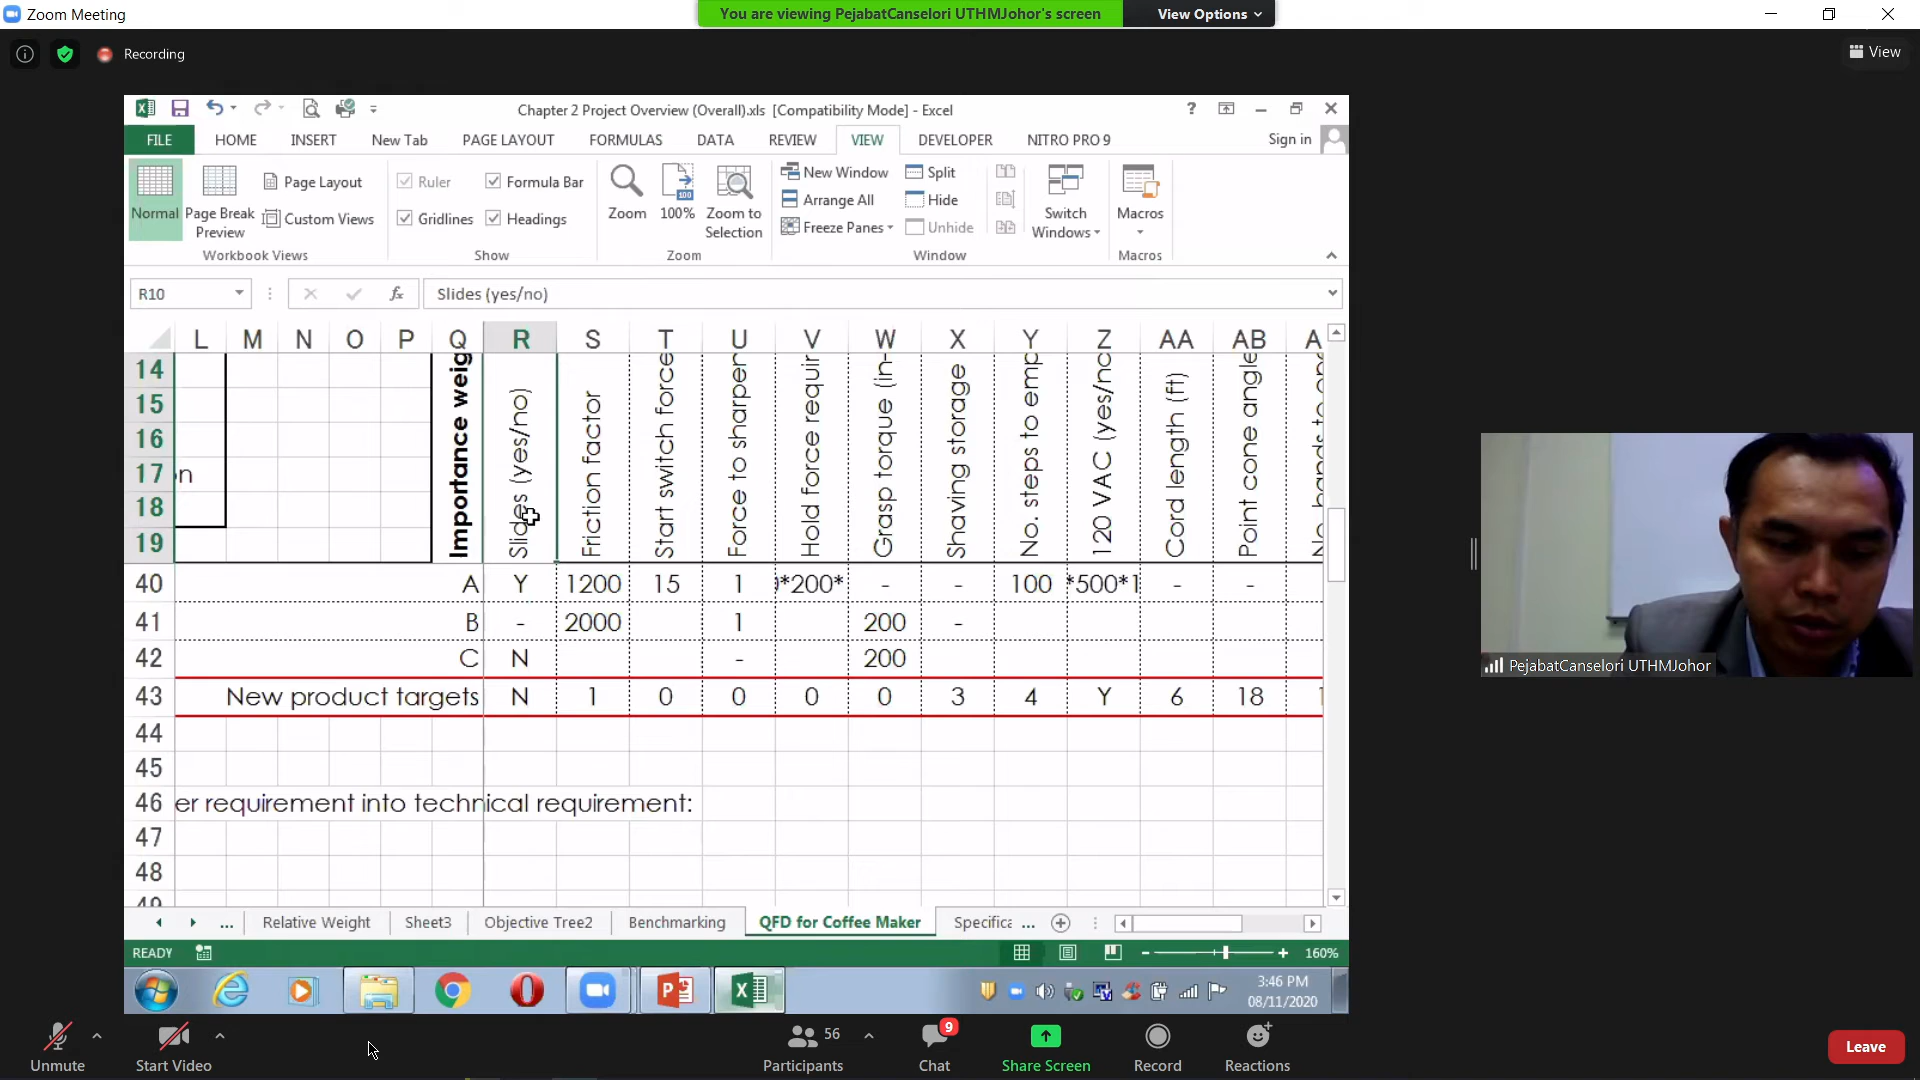 Zoom Meeting
You are viewing PejabatCanselori UTHMJohor's screen
View Options
Recording
View
Chapter 2 Project Overview (Overall).xls [Compatibility Mode] - Excel
FILE HOME INSERT New Tab PAGE LAYOUT FORMULAS DATA REVIEW VIEW DEVELOPER NITRO PRO 9 Sign in
Normal
Page Break Preview
Page Layout
Custom Views
Workbook Views
Ruler
Formula Bar
Gridlines
Headings
Show
Zoom
100%
Zoom to Selection
Zoom
New Window
Arrange All
Freeze Panes
Split
Hide
Unhide
Switch Windows
Window
Macros
Macros
R10
fx
Slides (yes/no)
L M N O P Q R S T U V W X Y Z AA AB A
14
15
16
17 on
18
19
Importance weig
Slides (yes/no)
Friction factor
Start switch force
Force to sharper
Hold force requir
Grasp torque (in-
Shaving storage
No. steps to emp
120 VAC (yes/no
Cord length (ft)
Point cone angle
40 A Y 1200 15 1 )*200* - - 100 *500*1 - -
41 B - 2000 1 200 -
42 C N - 200
43 New product targets N 1 0 0 0 0 3 4 Y 6 18
44
45
46 er requirement into technical requirement:
47
48
49
... Relative Weight Sheet3 Objective Tree2 Benchmarking QFD for Coffee Maker Specifica ...
READY
160%
3:46 PM
08/11/2020
PejabatCanselori UTHMJohor
Unmute
Start Video
56
Participants
9
Chat
Share Screen
Record
Reactions
Leave